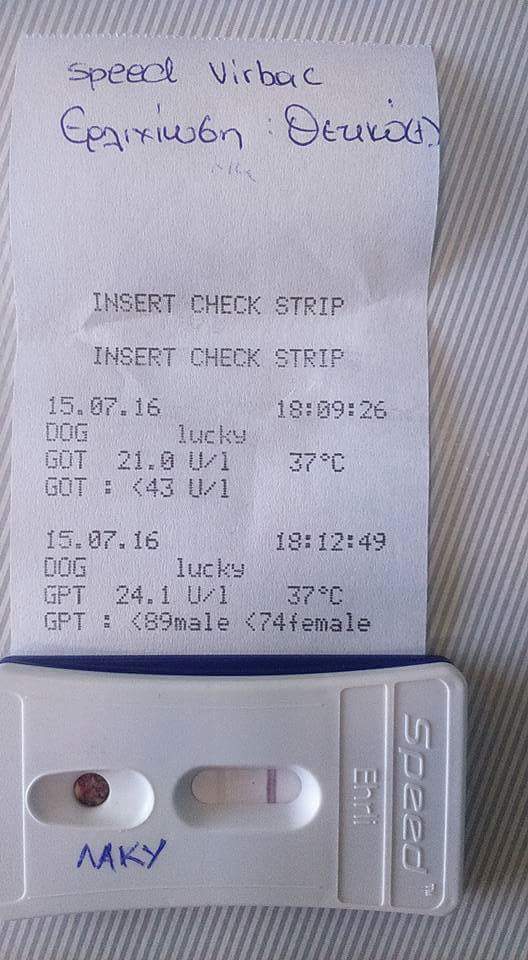 speed Virbac
Ερλιχίωση : Θετικό(+)
INSERT CHECK STRIP
INSERT CHECK STRIP
15.07.16 18:09:26
DOG lucky
GOT 21.0 U/l 37°C
GOT : <43 U/l
15.07.16 18:12:49
DOG lucky
GPT 24.1 U/l 37°C
GPT : <89male <74female
Speed™
Ehrli
ΛΑΚΥ